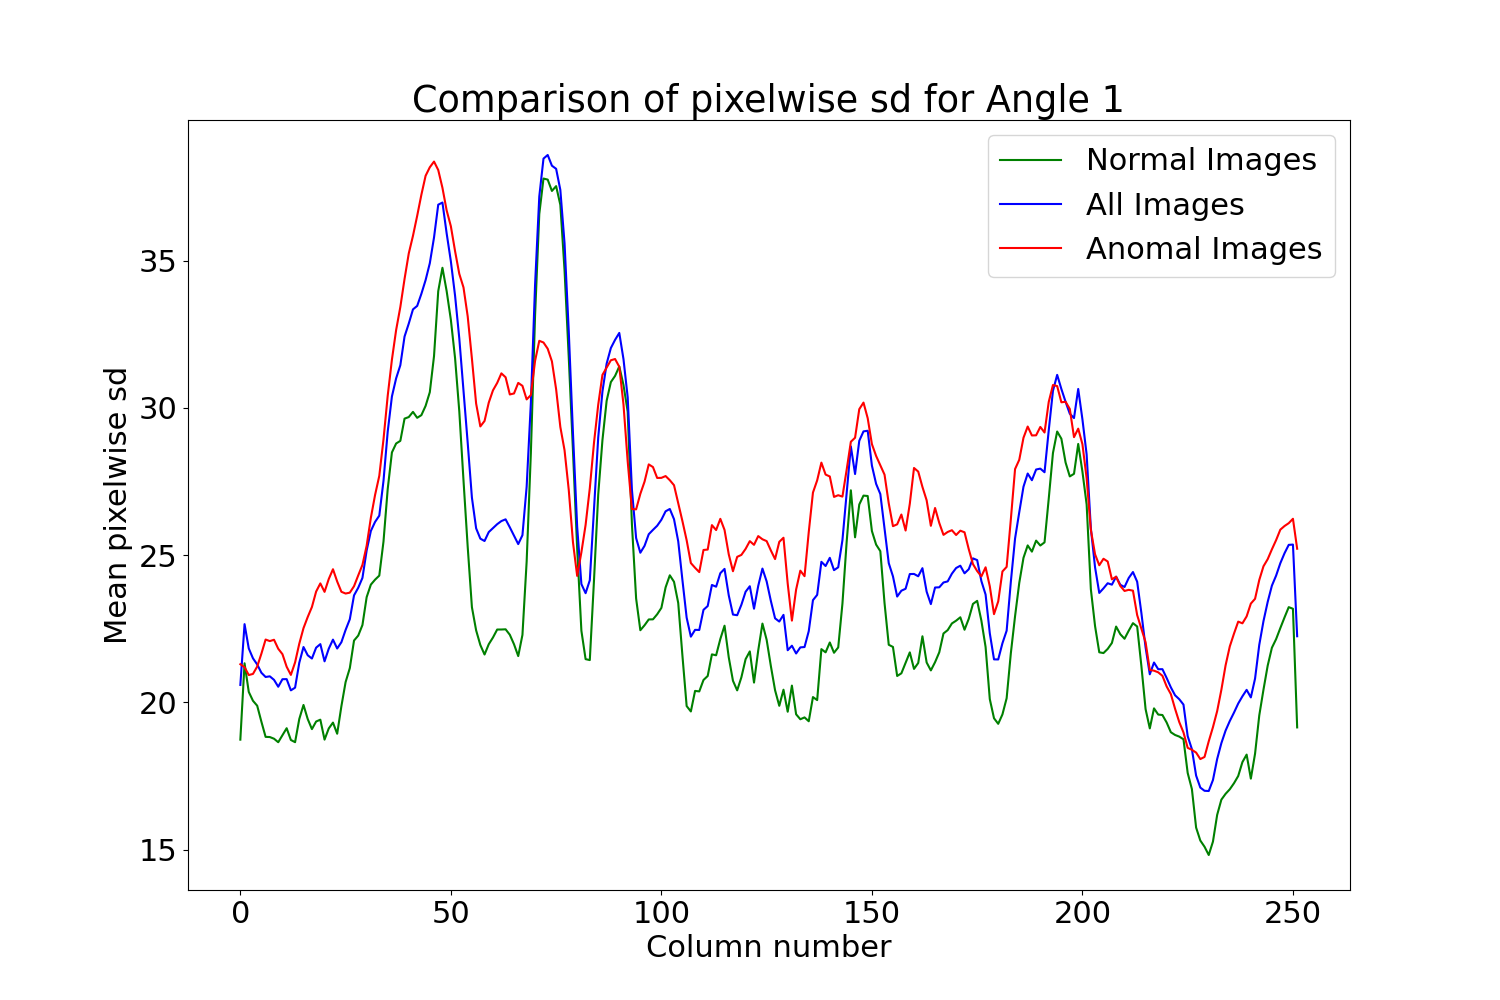 Comparison of pixelwise sd for Angle 1
Normal Images
All Images
Anomal Images
Mean pixelwise sd
35
30
25
20
15
0 50 100 150 200 250
Column number